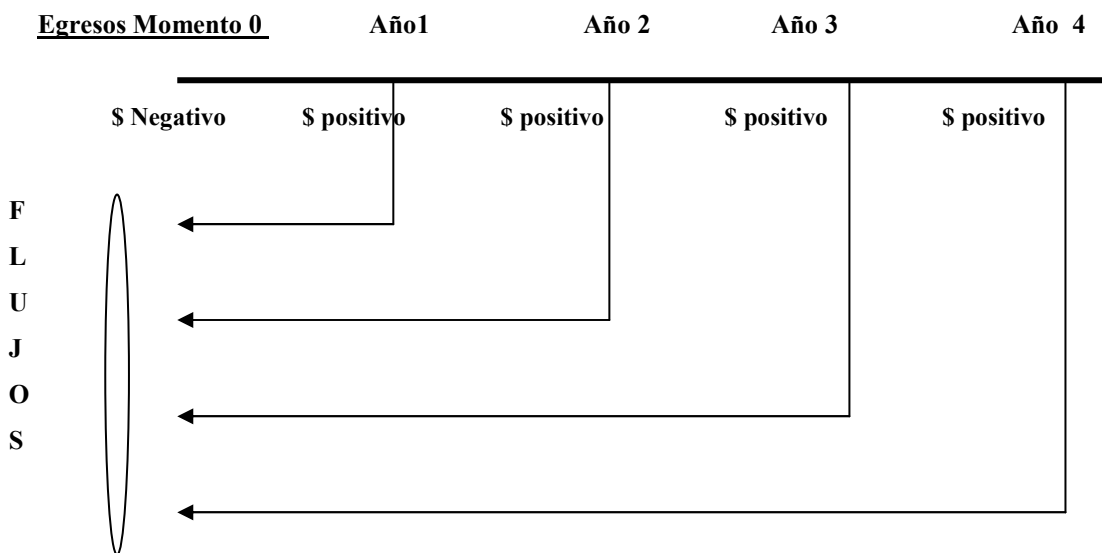 Egresos Momento 0 Año1 Año 2 Año 3 Año 4
$ Negativo $ positivo $ positivo $ positivo $ positivo
F
L
U
J
O
S